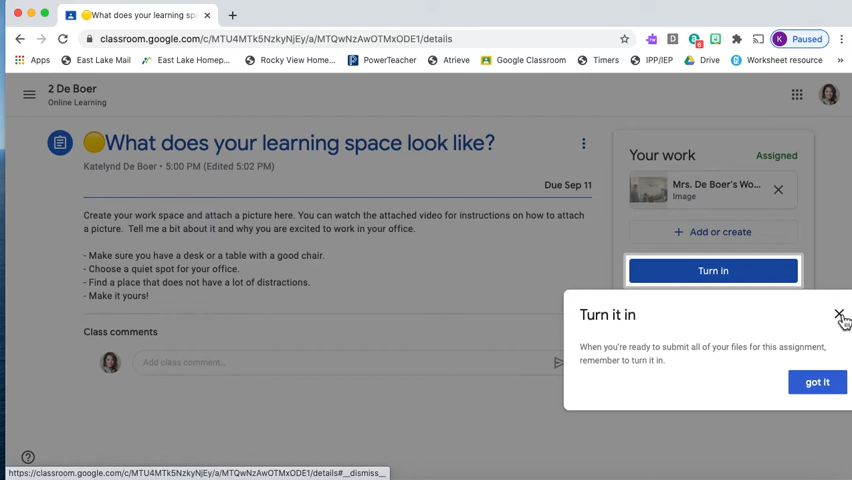 What does your learning spac
classroom.google.com/c/MTU4MTk5NzkyNjEy/a/MTQwNzAwOTMxODE1/details
K Paused
Apps East Lake Mail East Lake Homep... Rocky View Home... PowerTeacher Atrieve Google Classroom Timers IPP/IEP Drive Worksheet resource
2 De Boer
Online Learning
What does your learning space look like?
Katelynd De Boer • 5:00 PM (Edited 5:02 PM)
Due Sep 11
Create your work space and attach a picture here. You can watch the attached video for instructions on how to attach
a picture. Tell me a bit about it and why you are excited to work in your office.
- Make sure you have a desk or a table with a good chair.
- Choose a quiet spot for your office.
- Find a place that does not have a lot of distractions.
- Make it yours!
Class comments
Add class comment...
Your work Assigned
Mrs. De Boer's Wo...
Image
+ Add or create
Turn in
Turn it in
When you're ready to submit all of your files for this assignment,
remember to turn it in.
got it
https://classroom.google.com/c/MTU4MTk5NzkyNjEy/a/MTQwNzAwOTMxODE1/details#__dismiss__